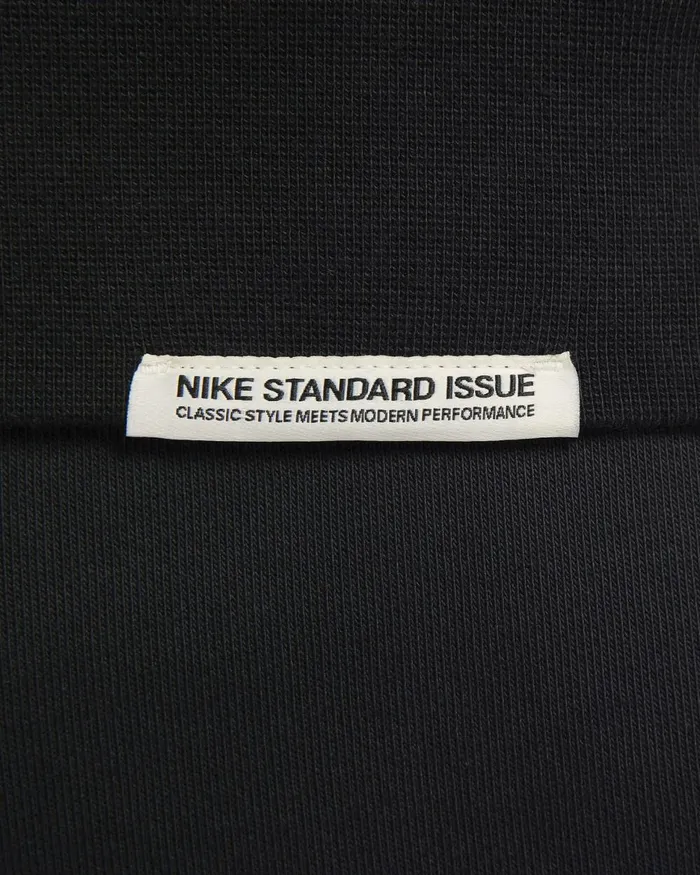 NIKE STANDARD ISSUE
CLASSIC STYLE MEETS MODERN PERFORMANCE